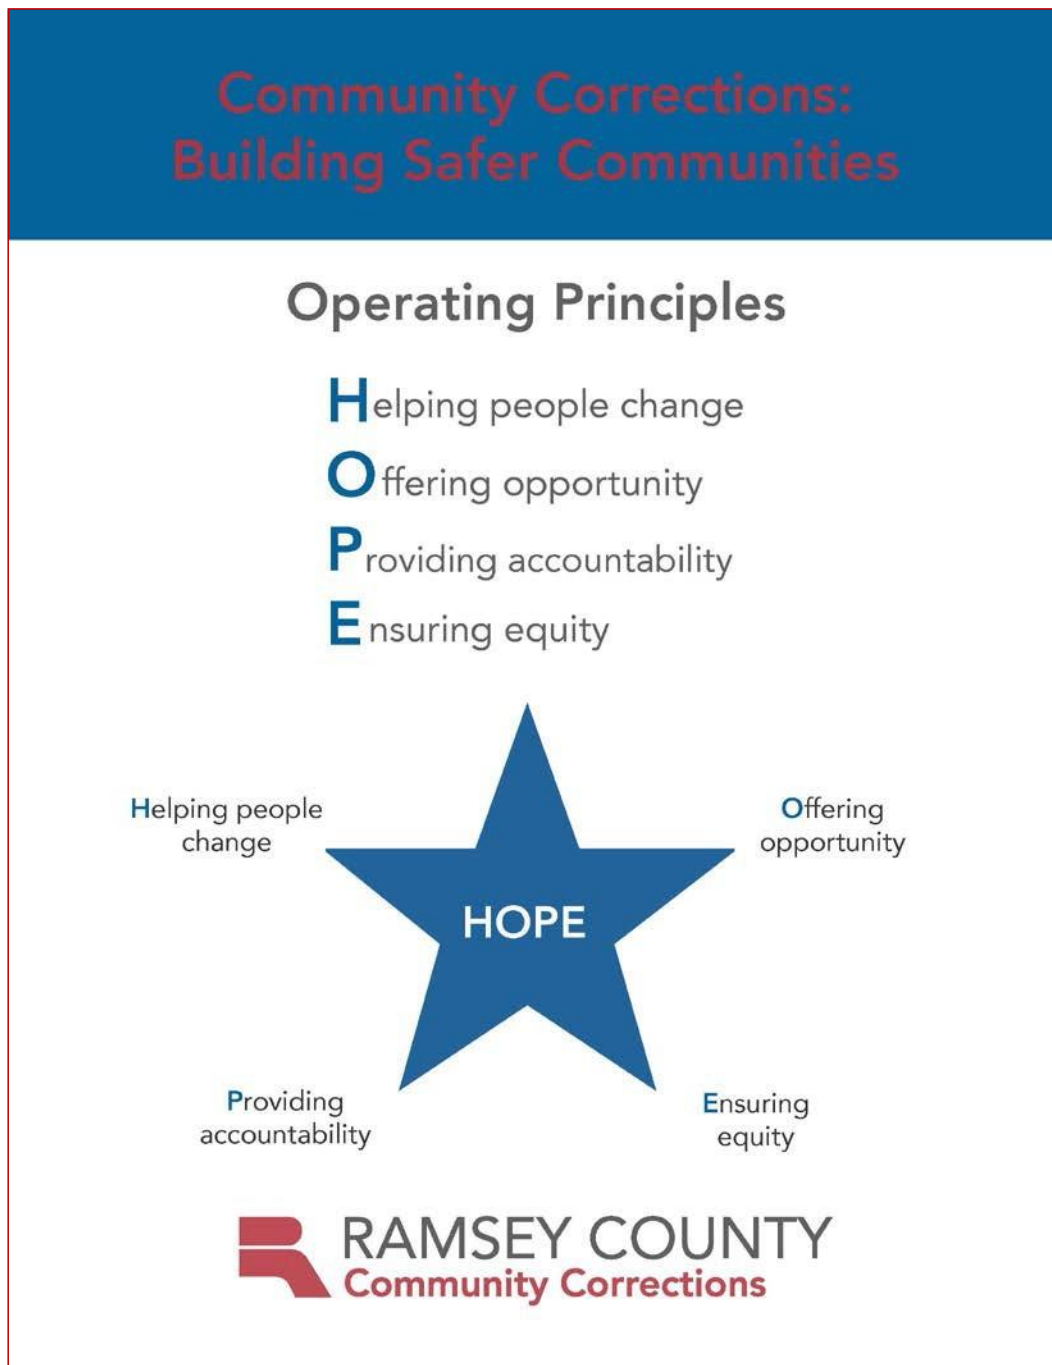 Community Corrections:
Building Safer Communities
Operating Principles
Helping people change
Offering opportunity
Providing accountability
Ensuring equity
Helping people
change
Offering
opportunity
HOPE
Providing
accountability
Ensuring
equity
RAMSEY COUNTY
Community Corrections